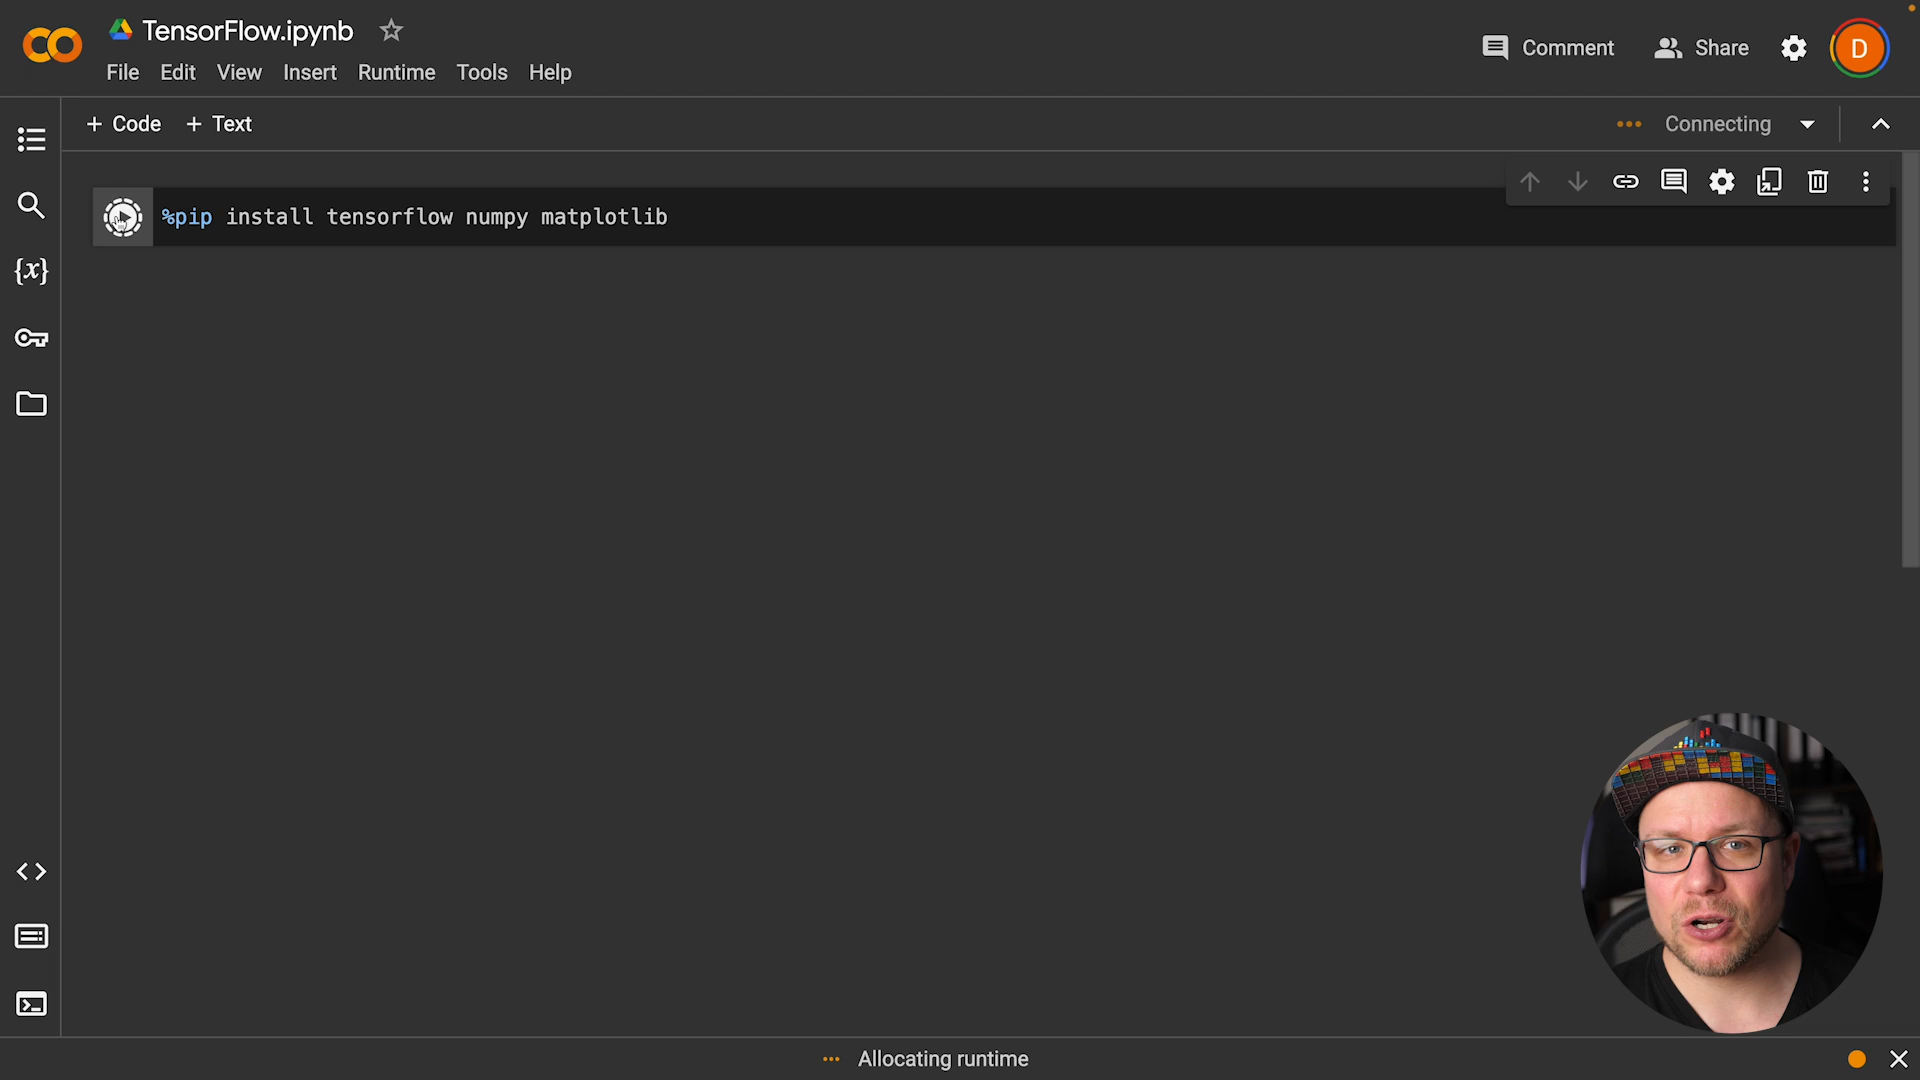 TensorFlow.ipynb
File Edit View Insert Runtime Tools Help
Comment Share D
+ Code + Text
Connecting
{x}
%pip install tensorflow numpy matplotlib
Allocating runtime